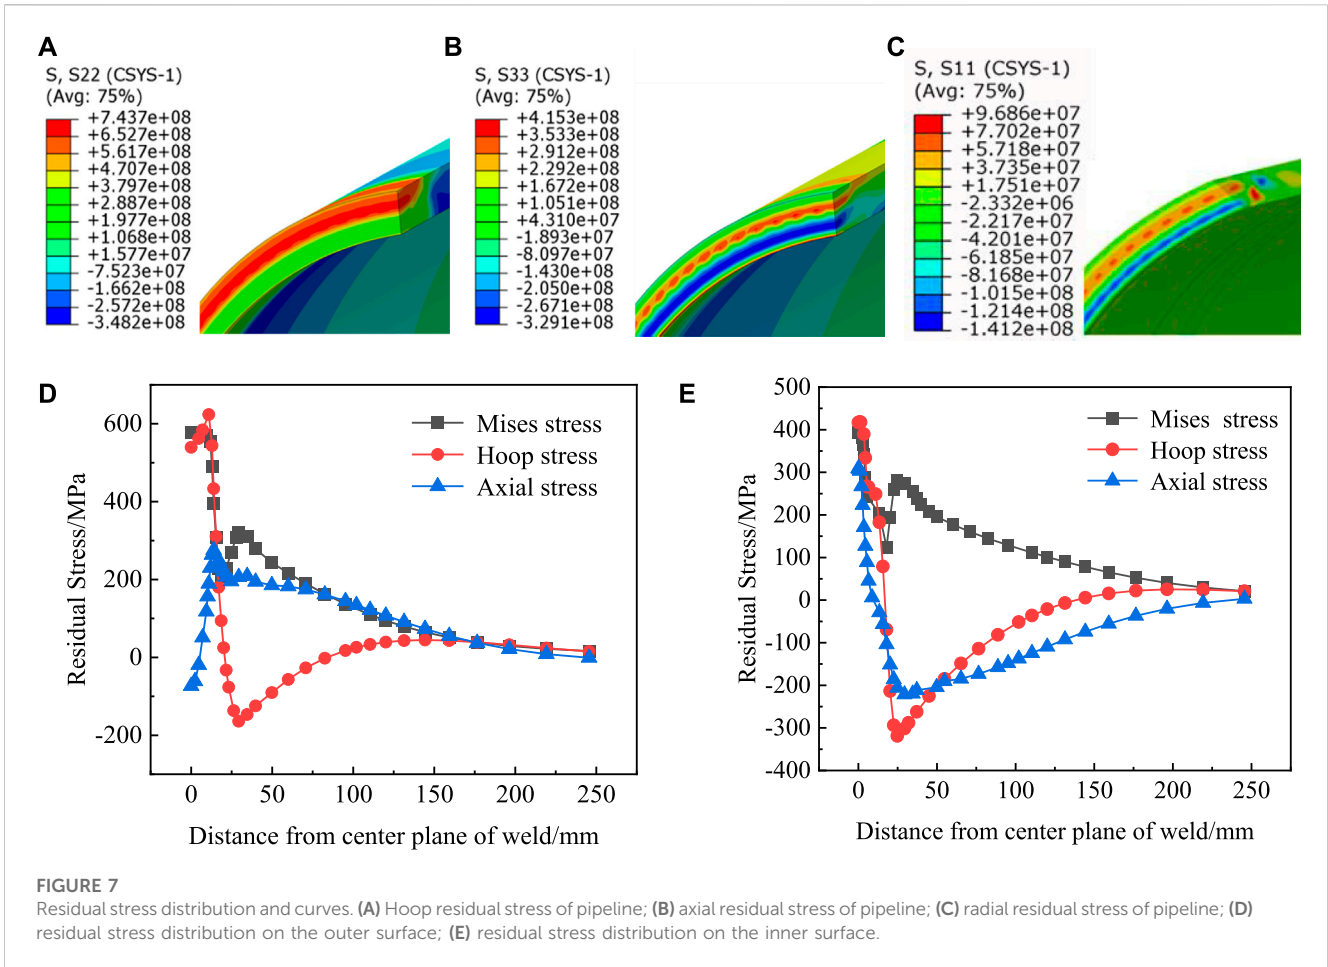 A
S, S22 (CSYS-1)
(Avg: 75%)
+7.437e+08
+6.527e+08
+5.617e+08
+4.707e+08
+3.797e+08
+2.887e+08
+1.977e+08
+1.068e+08
+1.577e+07
-7.523e+07
-1.662e+08
-2.572e+08
-3.482e+08
B
S, S33 (CSYS-1)
(Avg: 75%)
+4.153e+08
+3.533e+08
+2.912e+08
+2.292e+08
+1.672e+08
+1.051e+08
+4.310e+07
-1.893e+07
-8.097e+07
-1.430e+08
-2.050e+08
-2.671e+08
-3.291e+08
C
S, S11 (CSYS-1)
(Avg: 75%)
+9.686e+07
+7.702e+07
+5.718e+07
+3.735e+07
+1.751e+07
-2.332e+06
-2.217e+07
-4.201e+07
-6.185e+07
-8.168e+07
-1.015e+08
-1.214e+08
-1.412e+08
D
Residual Stress/MPa
600
400
200
0
-200
Mises stress
Hoop stress
Axial stress
0 50 100 150 200 250
Distance from center plane of weld/mm
E
Residual Stress/MPa
500
400
300
200
100
0
-100
-200
-300
-400
Mises stress
Hoop stress
Axial stress
0 50 100 150 200 250
Distance from center plane of weld/mm
FIGURE 7
Residual stress distribution and curves. (A) Hoop residual stress of pipeline; (B) axial residual stress of pipeline; (C) radial residual stress of pipeline; (D)
residual stress distribution on the outer surface; (E) residual stress distribution on the inner surface.